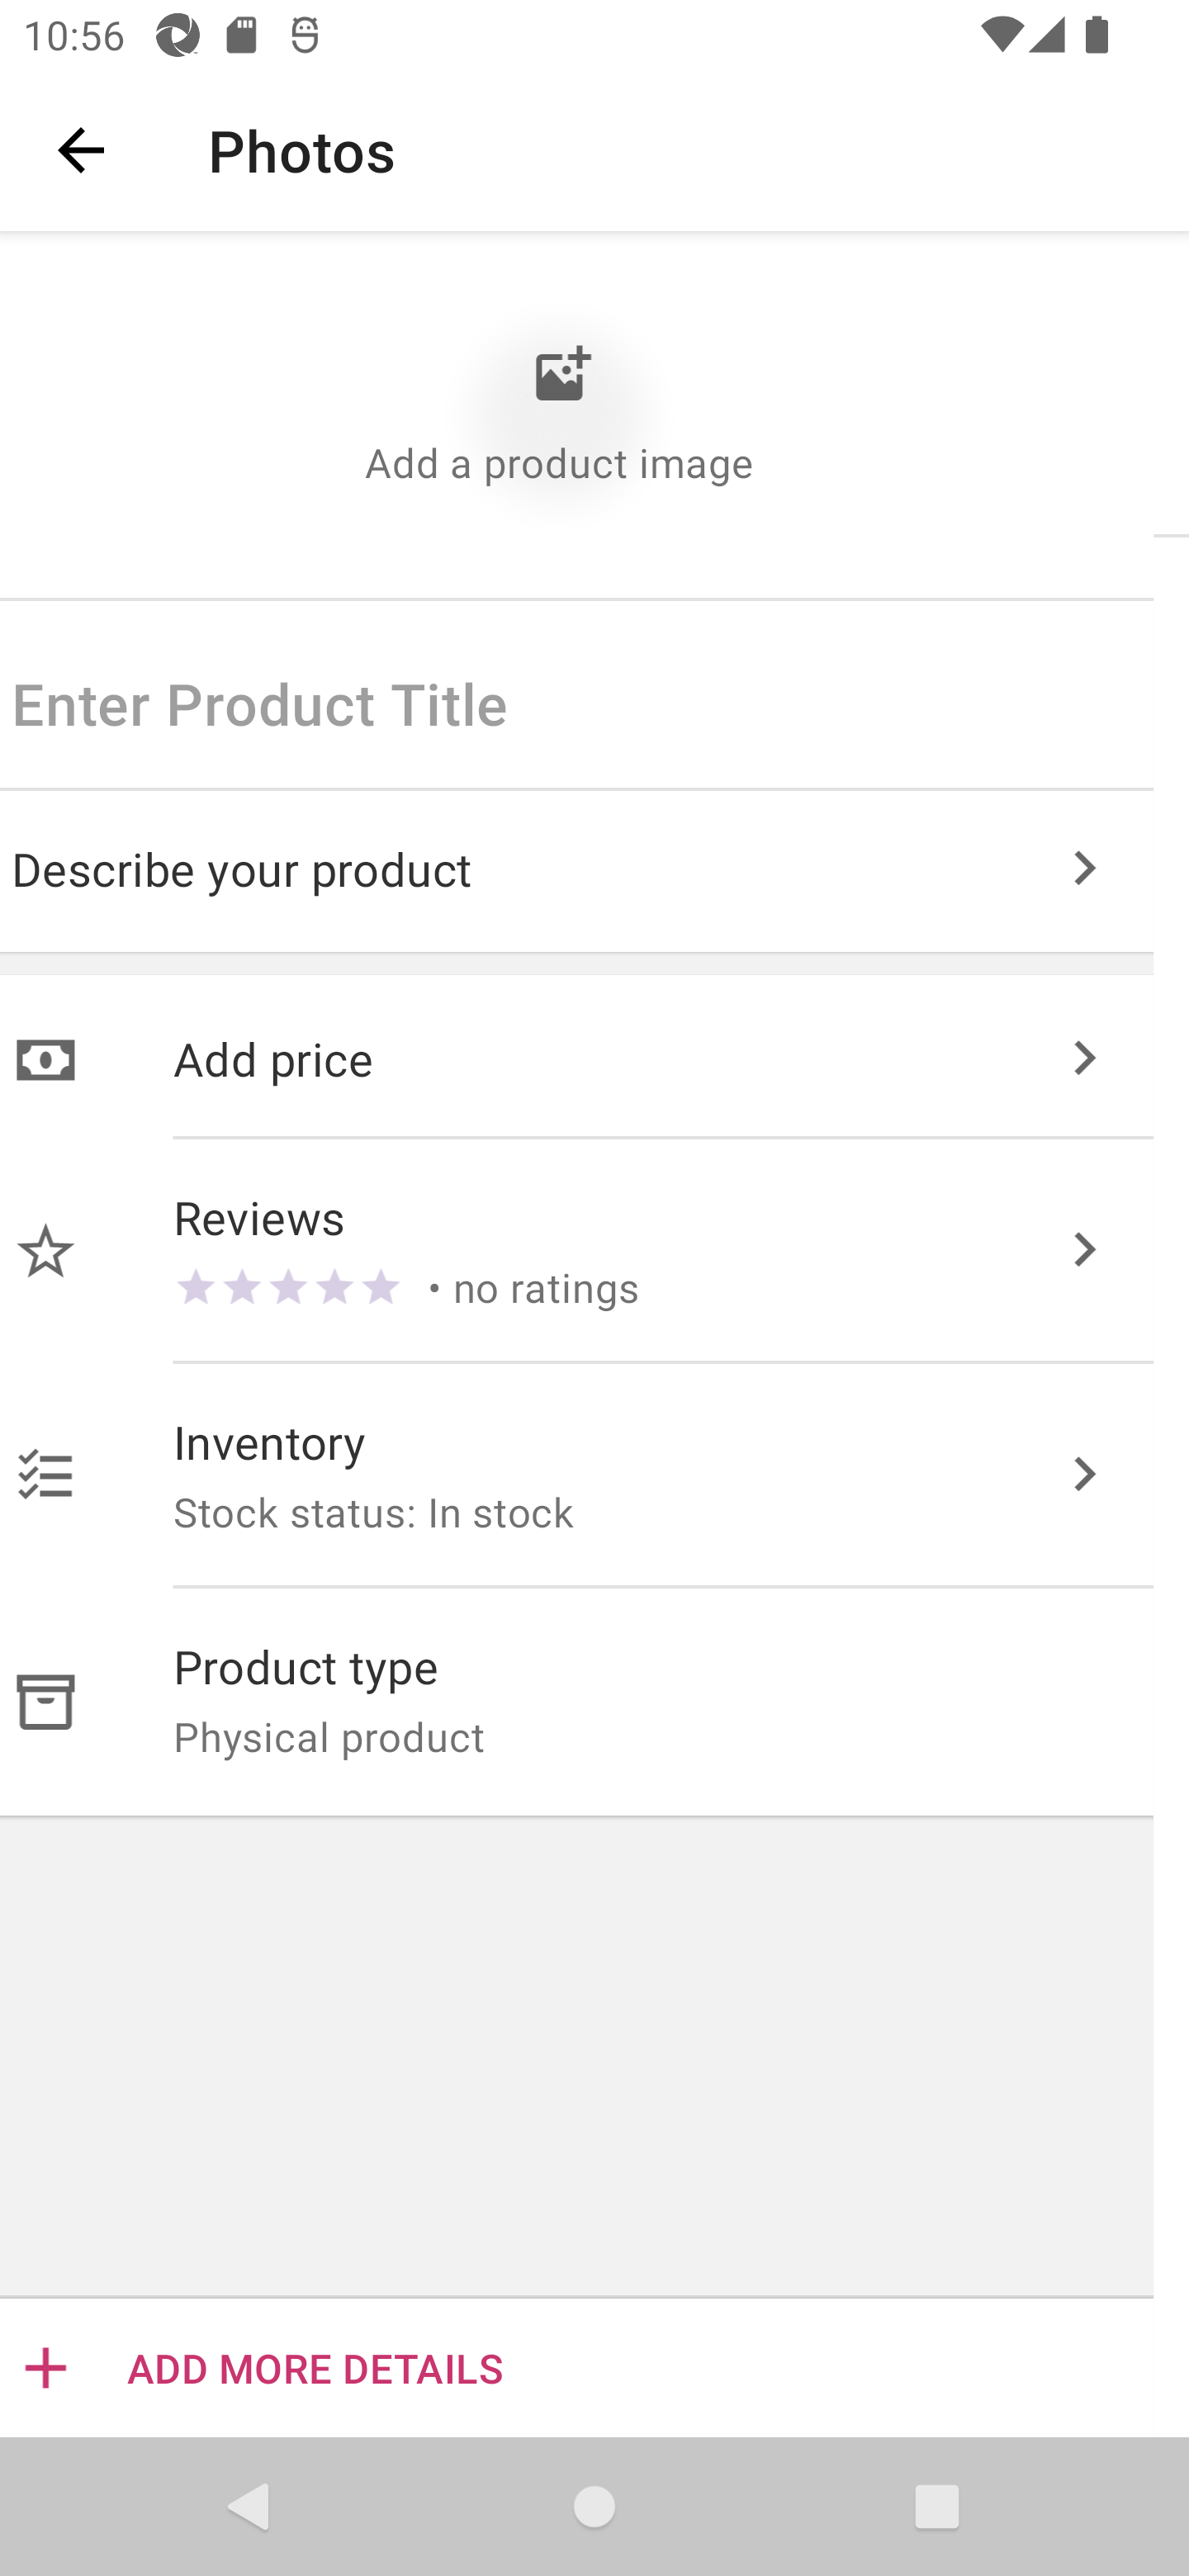 10:56
Photos
Add a product image
Enter Product Title
Describe your product
Add price
Reviews
• no ratings
Inventory
Stock status: In stock
Product type
Physical product
ADD MORE DETAILS